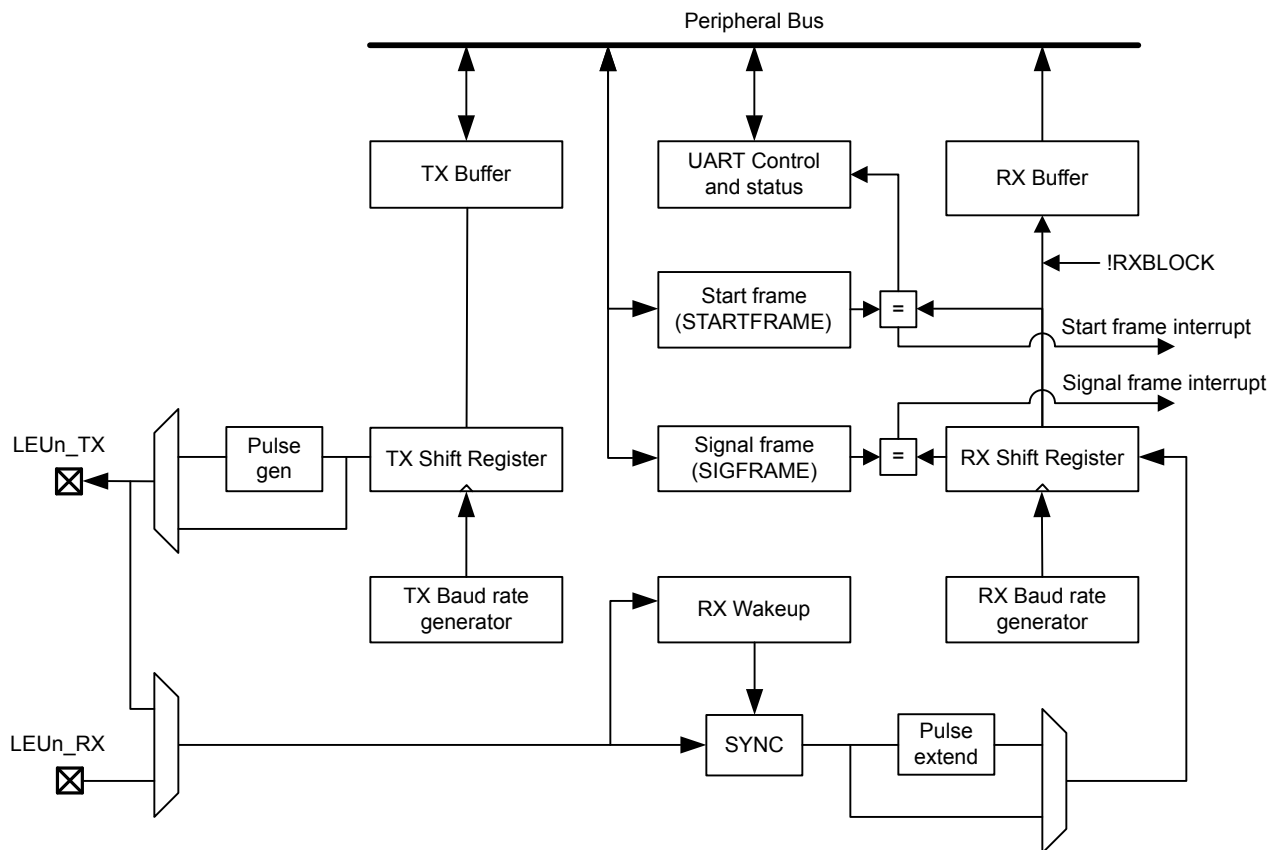 Peripheral Bus
TX Buffer
UART Control
and status
RX Buffer
!RXBLOCK
Start frame
(STARTFRAME)
=
Start frame interrupt
Signal frame interrupt
LEUn_TX
Pulse
gen
TX Shift Register
Signal frame
(SIGFRAME)
=
RX Shift Register
TX Baud rate
generator
RX Wakeup
RX Baud rate
generator
LEUn_RX
SYNC
Pulse
extend